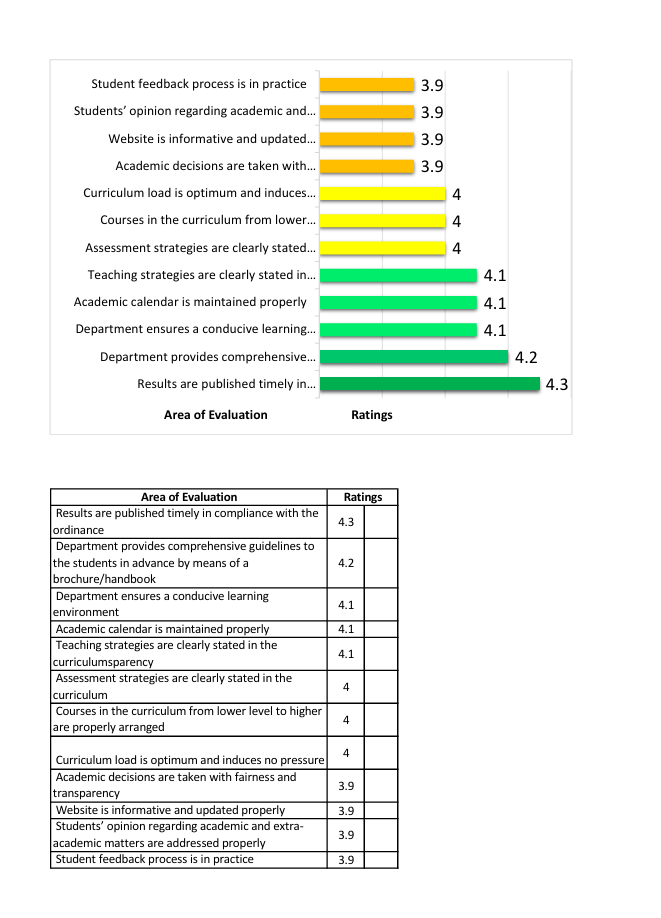 Student feedback process is in practice 3.9
Students’ opinion regarding academic and… 3.9
Website is informative and updated… 3.9
Academic decisions are taken with… 3.9
Curriculum load is optimum and induces… 4
Courses in the curriculum from lower… 4
Assessment strategies are clearly stated… 4
Teaching strategies are clearly stated in… 4.1
Academic calendar is maintained properly 4.1
Department ensures a conducive learning… 4.1
Department provides comprehensive… 4.2
Results are published timely in… 4.3
Area of Evaluation Ratings
Area of Evaluation Ratings
Results are published timely in compliance with the
ordinance
4.3
Department provides comprehensive guidelines to
the students in advance by means of a
brochure/handbook
4.2
Department ensures a conducive learning
environment
4.1
Academic calendar is maintained properly 4.1
Teaching strategies are clearly stated in the
curriculumsparency
4.1
Assessment strategies are clearly stated in the
curriculum
4
Courses in the curriculum from lower level to higher
are properly arranged
4
Curriculum load is optimum and induces no pressure 4
Academic decisions are taken with fairness and
transparency
3.9
Website is informative and updated properly 3.9
Students’ opinion regarding academic and extra-
academic matters are addressed properly
3.9
Student feedback process is in practice 3.9